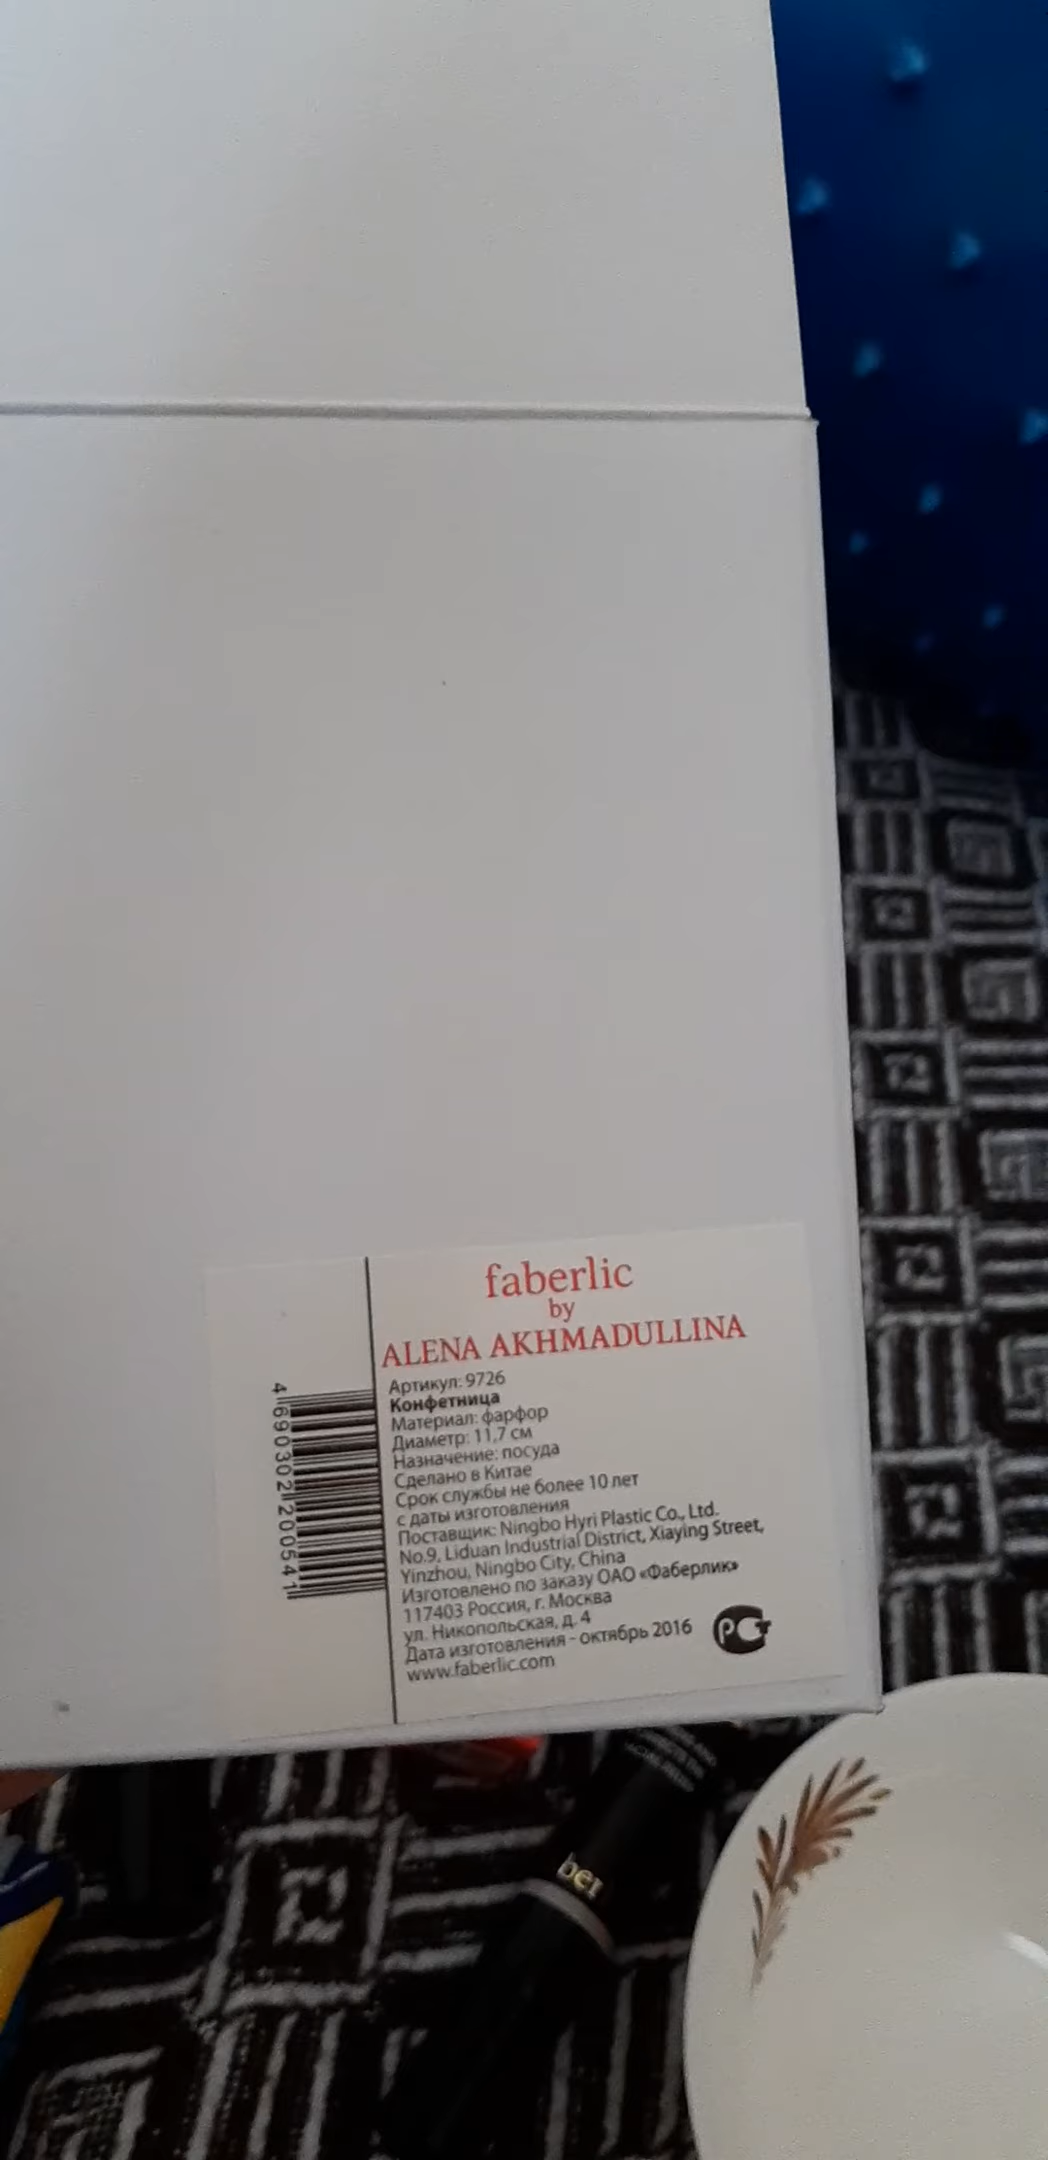 faberlic
by
ALENA AKHMADULLINA
Артикул: 9726
Конфетница
Материал: фарфор
Диаметр: 11,7 см
Назначение: посуда
Сделано в Китае
Срок службы не более 10 лет
с даты изготовления
Поставщик: Ningbo Hyri Plastic Co., Ltd.
No.9, Liduan Industrial District, Xiaying Street,
Yinzhou, Ningbo City, China
Изготовлено по заказу ОАО «Фаберлик»
117403 Россия, г. Москва
ул. Никопольская, д. 4
Дата изготовления - октябрь 2016
www.faberlic.com
РСТ
4 690302 200541